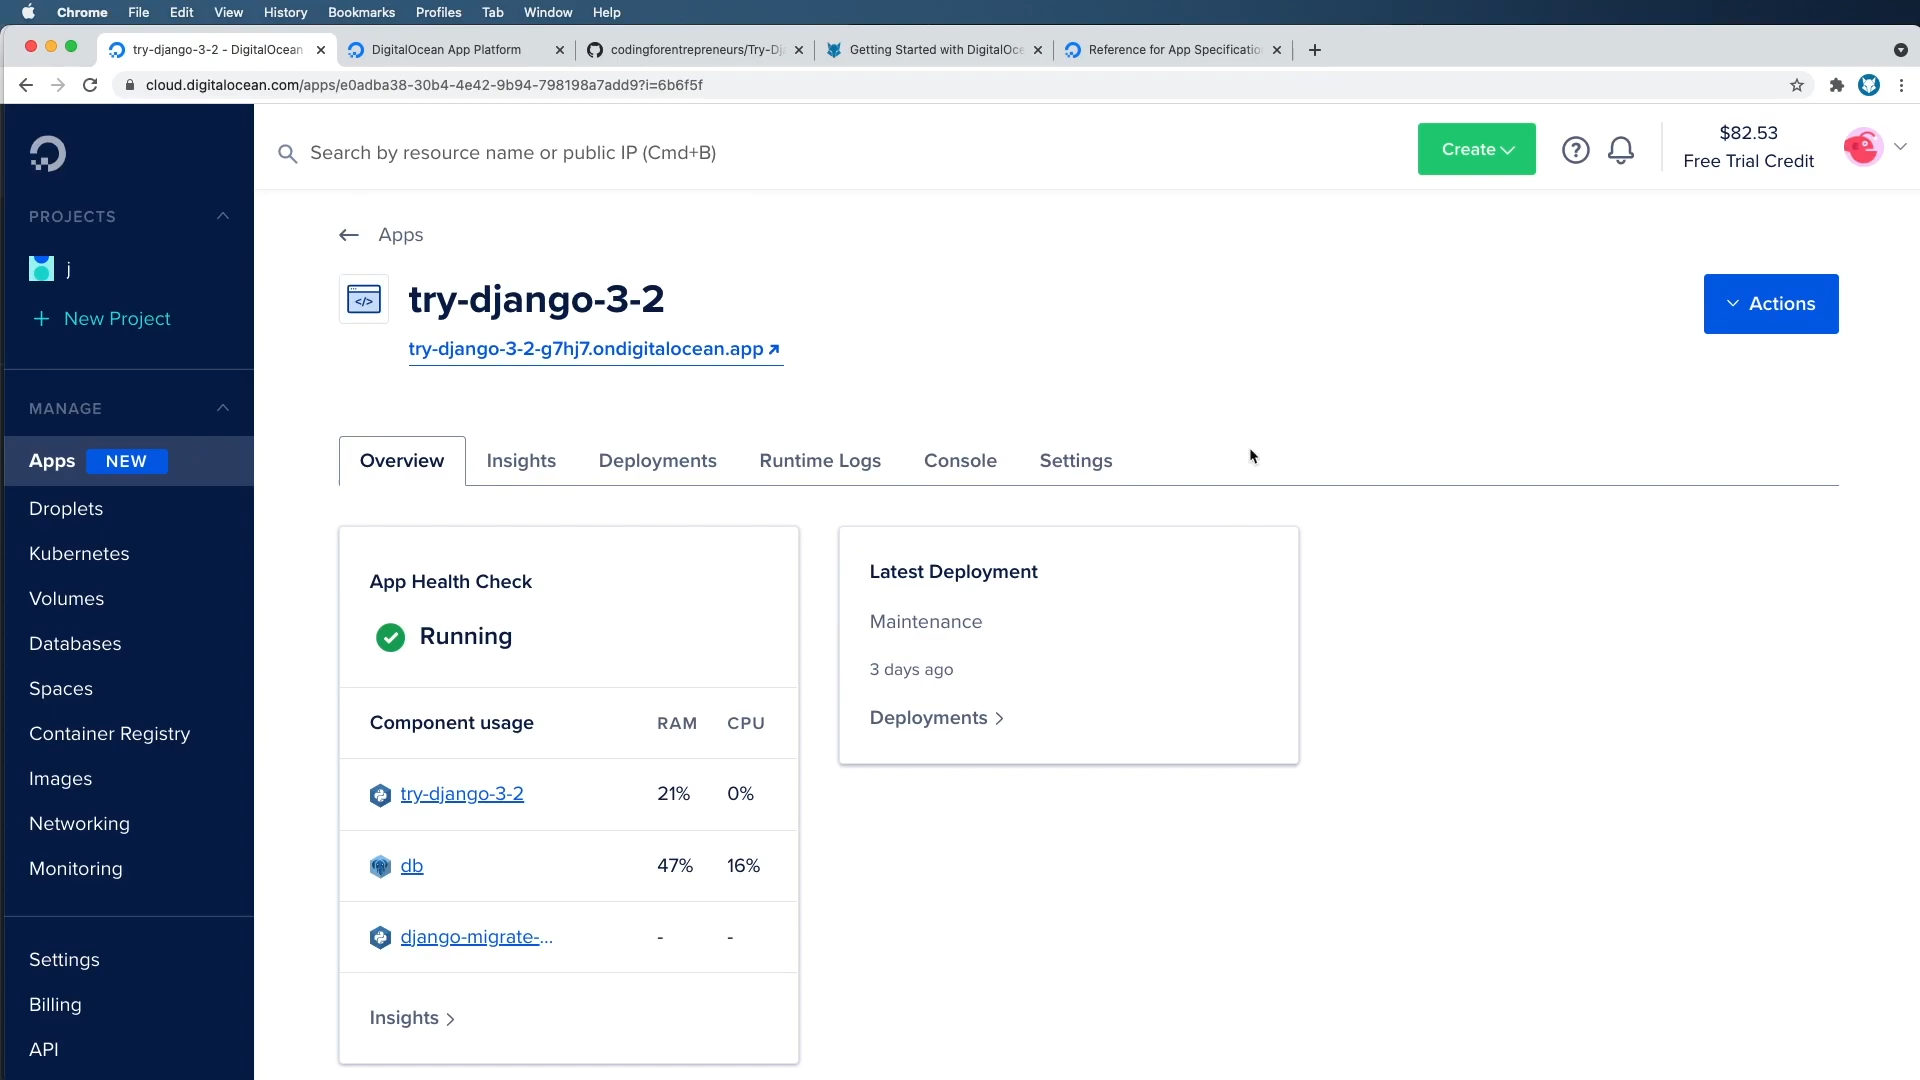 Chrome File Edit View History Bookmarks Profiles Tab Window Help
try-django-3-2 - DigitalOcean
DigitalOcean App Platform
codingforentrepreneurs/Try-Dj
Getting Started with DigitalOce
Reference for App Specificatio
cloud.digitalocean.com/apps/e0adba38-30b4-4e42-9b94-798198a7add9?i=6b6f5f
Search by resource name or public IP (Cmd+B)
Create
?
$82.53
Free Trial Credit
PROJECTS
j
+ New Project
MANAGE
Apps NEW
Droplets
Kubernetes
Volumes
Databases
Spaces
Container Registry
Images
Networking
Monitoring
Settings
Billing
API
← Apps
</>
try-django-3-2
try-django-3-2-g7hj7.ondigitalocean.app
Actions
Overview Insights Deployments Runtime Logs Console Settings
App Health Check
Running
Component usage RAM CPU
try-django-3-2 21% 0%
db 47% 16%
django-migrate-... - -
Insights >
Latest Deployment
Maintenance
3 days ago
Deployments >